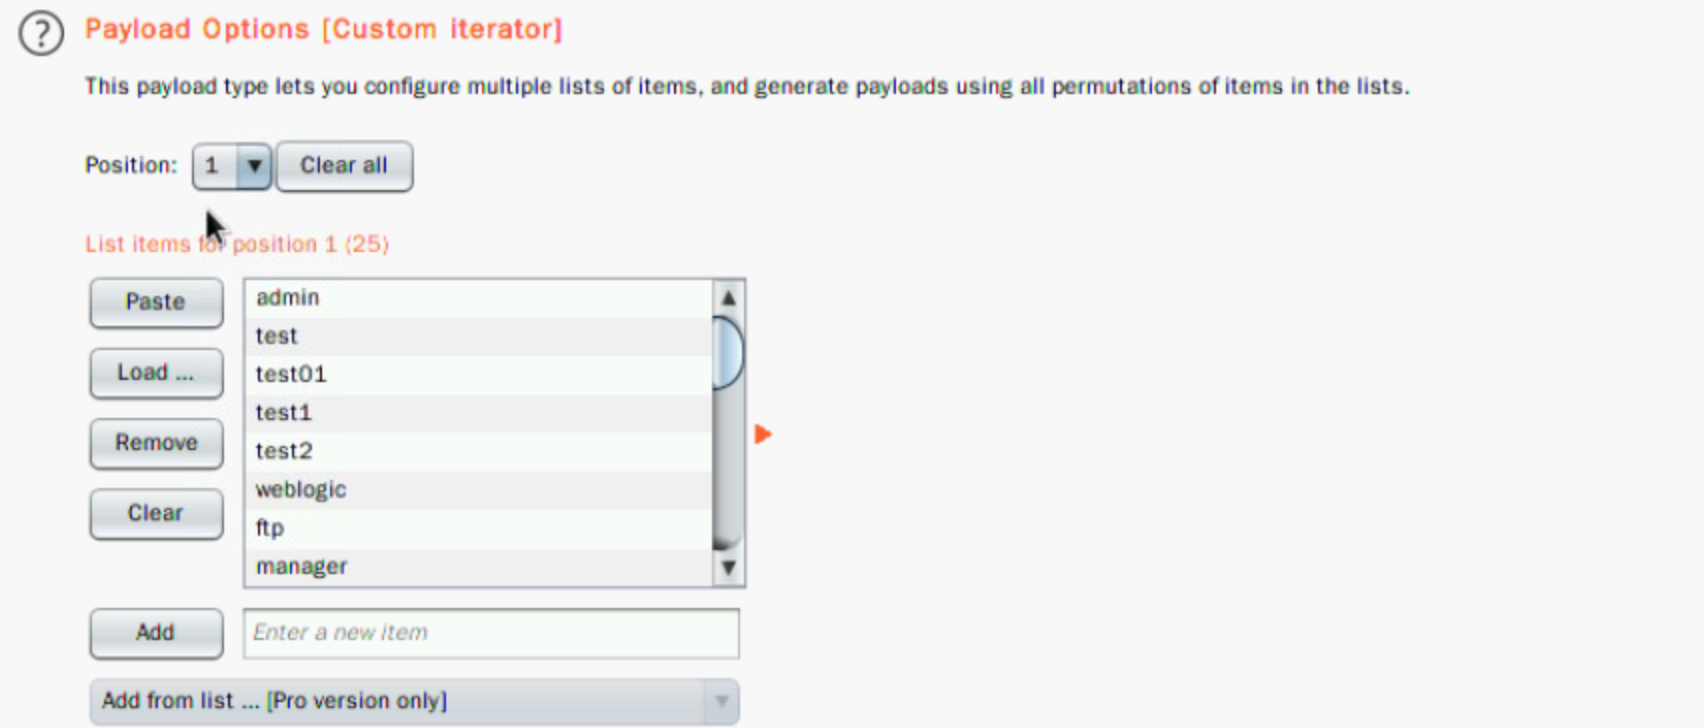 ?
Payload Options [Custom iterator]
This payload type lets you configure multiple lists of items, and generate payloads using all permutations of items in the lists.
Position: 1 Clear all
List items for position 1 (25)
Paste
Load ...
Remove
Clear
admin
test
test01
test1
test2
weblogic
ftp
manager
Add Enter a new item
Add from list ... [Pro version only]